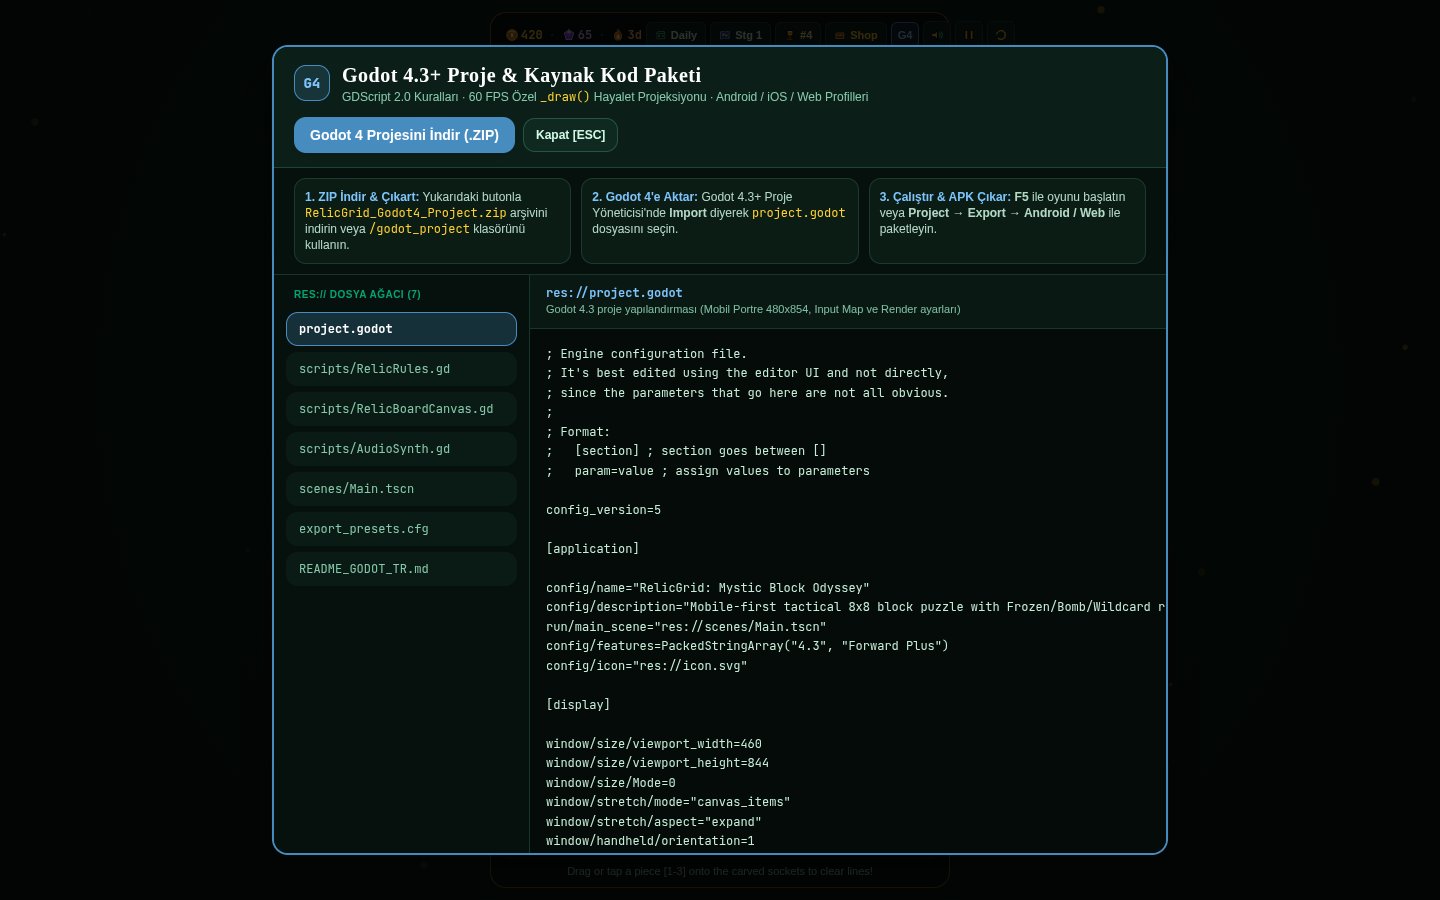 420 · 65 · 3d Daily Stg 1 #4 Shop G4
G4
Godot 4.3+ Proje & Kaynak Kod Paketi
GDScript 2.0 Kuralları · 60 FPS Özel _draw() Hayalet Projeksiyonu · Android / iOS / Web Profilleri
Godot 4 Projesini İndir (.ZIP)
Kapat [ESC]
1. ZIP İndir & Çıkart: Yukarıdaki butonla
RelicGrid_Godot4_Project.zip arşivini
indirin veya /godot_project klasörünü
kullanın.
2. Godot 4'e Aktar: Godot 4.3+ Proje
Yöneticisi'nde Import diyerek project.godot
dosyasını seçin.
3. Çalıştır & APK Çıkar: F5 ile oyunu başlatın
veya Project → Export → Android / Web ile
paketleyin.
RES:// DOSYA AĞACI (7)
project.godot
scripts/RelicRules.gd
scripts/RelicBoardCanvas.gd
scripts/AudioSynth.gd
scenes/Main.tscn
export_presets.cfg
README_GODOT_TR.md
res://project.godot
Godot 4.3 proje yapılandırması (Mobil Portre 480x854, Input Map ve Render ayarları)
; Engine configuration file.
; It's best edited using the editor UI and not directly,
; since the parameters that go here are not all obvious.
;
; Format:
;   [section] ; section goes between []
;   param=value ; assign values to parameters
config_version=5
[application]
config/name="RelicGrid: Mystic Block Odyssey"
config/description="Mobile-first tactical 8x8 block puzzle with Frozen/Bomb/Wildcard r
run/main_scene="res://scenes/Main.tscn"
config/features=PackedStringArray("4.3", "Forward Plus")
config/icon="res://icon.svg"
[display]
window/size/viewport_width=460
window/size/viewport_height=844
window/size/Mode=0
window/stretch/mode="canvas_items"
window/stretch/aspect="expand"
window/handheld/orientation=1
Drag or tap a piece [1-3] onto the carved sockets to clear lines!